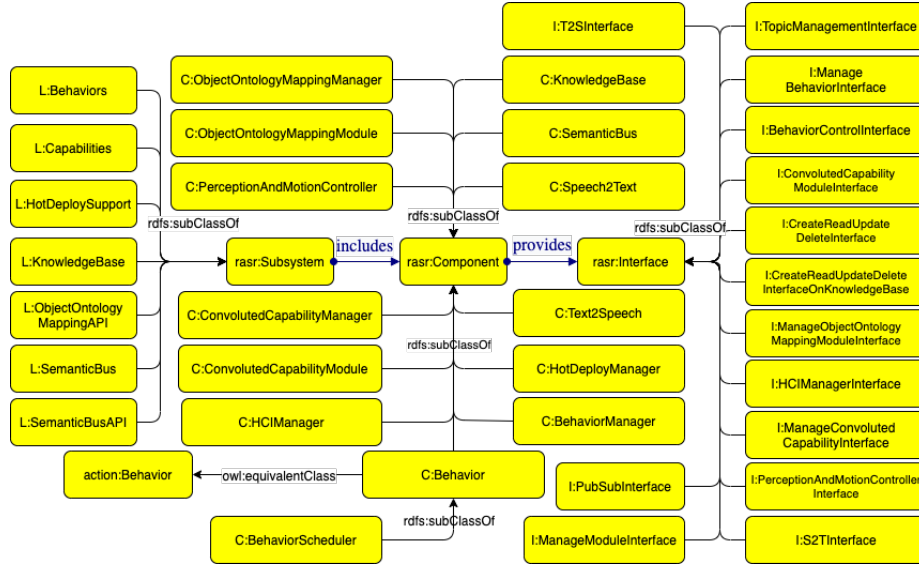 I:T2SInterface
I:TopicManagementInterface
L:Behaviors
C:ObjectOntologyMappingManager
C:KnowledgeBase
I:Manage
BehaviorInterface
L:Capabilities
C:ObjectOntologyMappingModule
C:SemanticBus
I:BehaviorControlInterface
L:HotDeploySupport
C:PerceptionAndMotionController
C:Speech2Text
I:ConvolutedCapability
ModuleInterface
rdfs:subClassOf
rdfs:subClassOf
rdfs:subClassOf
I:CreateReadUpdate
DeleteInterface
L:KnowledgeBase
rasr:Subsystem
includes
rasr:Component
provides
rasr:Interface
I:CreateReadUpdateDelete
InterfaceOnKnowledgeBase
L:ObjectOntology
MappingAPI
C:ConvolutedCapabilityManager
C:Text2Speech
I:ManageObjectOntology
MappingModuleInterface
rdfs:subClassOf
L:SemanticBus
C:ConvolutedCapabilityModule
C:HotDeployManager
I:HCIManagerInterface
L:SemanticBusAPI
C:HCIManager
C:BehaviorManager
I:ManageConvoluted
CapabilityInterface
action:Behavior
owl:equivalentClass
C:Behavior
I:PubSubInterface
I:PerceptionAndMotionController
Interface
rdfs:subClassOf
C:BehaviorScheduler
I:ManageModuleInterface
I:S2TInterface